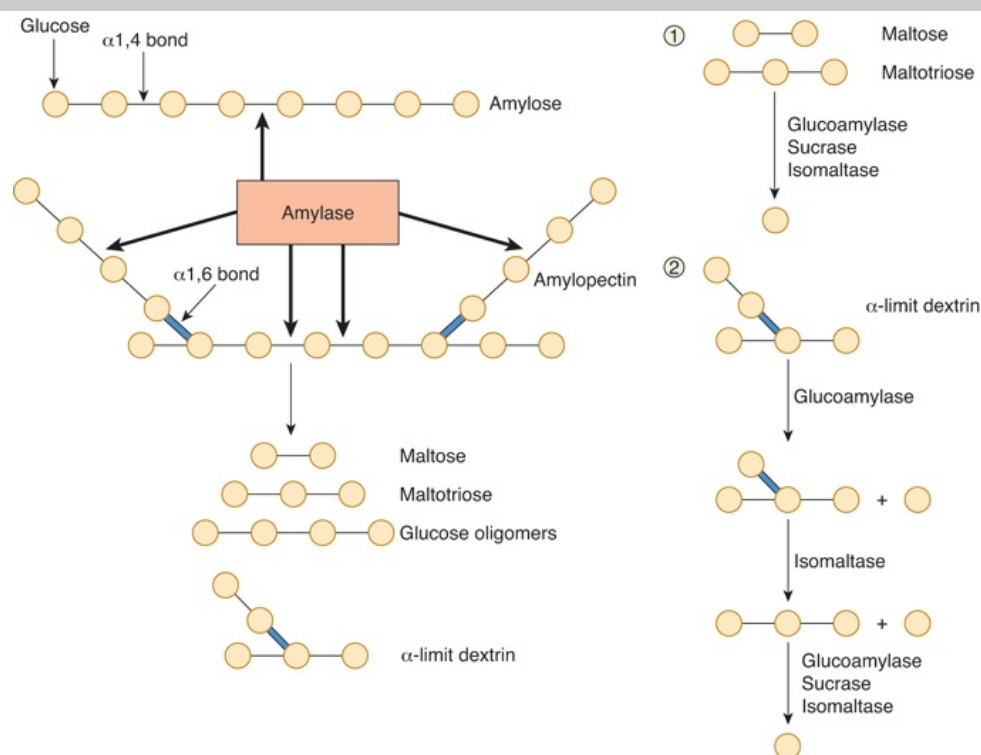 Glucose
α1,4 bond
Amylose
Amylase
α1,6 bond
Amylopectin
Maltose
Maltotriose
Glucose oligomers
α-limit dextrin
1
Maltose
Maltotriose
Glucoamylase
Sucrase
Isomaltase
2
α-limit dextrin
Glucoamylase
+
Isomaltase
+
Glucoamylase
Sucrase
Isomaltase